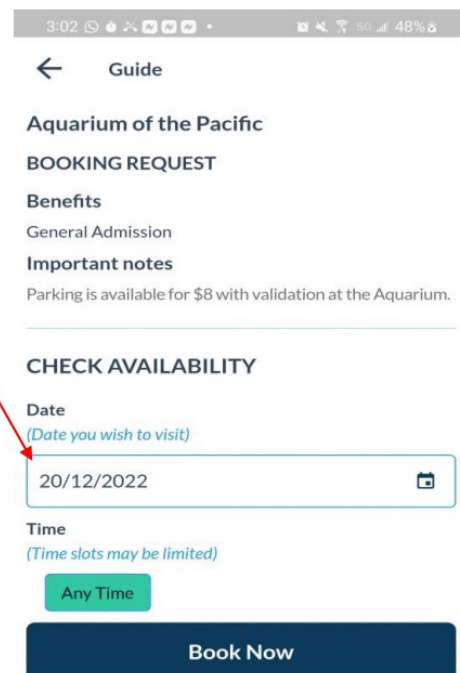 3:02
5G 48%
Guide
Aquarium of the Pacific
BOOKING REQUEST
Benefits
General Admission
Important notes
Parking is available for $8 with validation at the Aquarium.
CHECK AVAILABILITY
Date
(Date you wish to visit)
20/12/2022
Time
(Time slots may be limited)
Any Time
Book Now